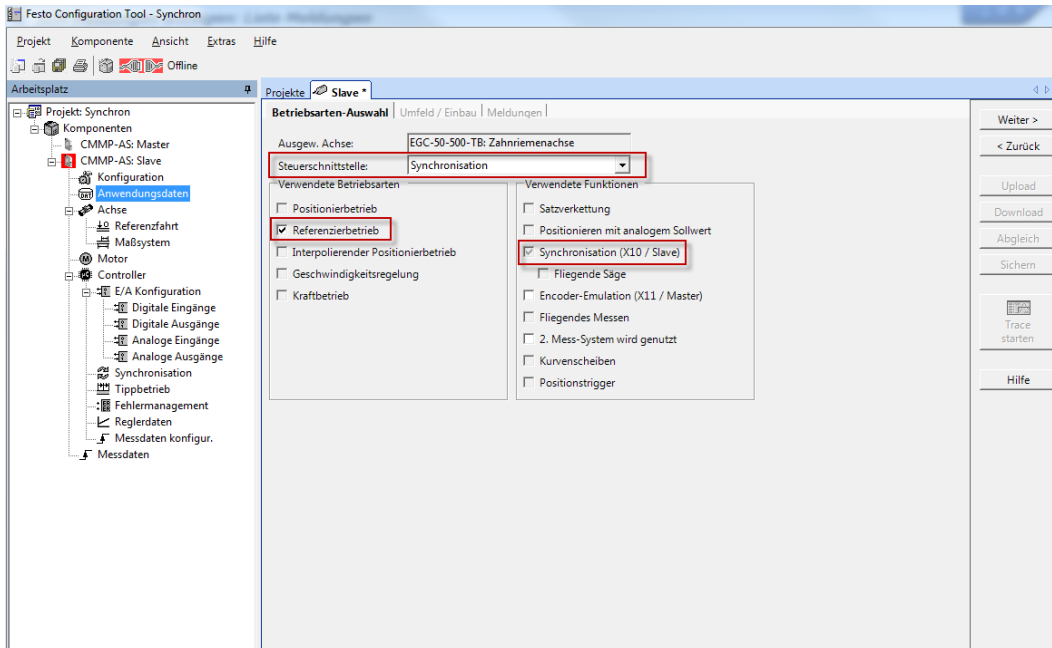 Festo Configuration Tool - Synchron
Projekt Komponente Ansicht Extras Hilfe
Offline
Arbeitsplatz
Projekt: Synchron
Komponenten
CMMP-AS: Master
CMMP-AS: Slave
Konfiguration
Anwendungsdaten
Achse
Referenzfahrt
Maßsystem
Motor
Controller
E/A Konfiguration
Digitale Eingänge
Digitale Ausgänge
Analoge Eingänge
Analoge Ausgänge
Synchronisation
Tippbetrieb
Fehlermanagement
Reglerdaten
Messdaten konfigur.
Messdaten
Projekte Slave *
Betriebsarten-Auswahl Umfeld / Einbau Meldungen
Ausgew. Achse: EGC-50-500-TB: Zahnriemenachse
Steuerschnittstelle: Synchronisation
Verwendete Betriebsarten
Positionierbetrieb
Referenzierbetrieb
Interpolierender Positionierbetrieb
Geschwindigkeitsregelung
Kraftbetrieb
Verwendete Funktionen
Satzverkettung
Positionieren mit analogem Sollwert
Synchronisation (X10 / Slave)
Fliegende Säge
Encoder-Emulation (X11 / Master)
Fliegendes Messen
2. Mess-System wird genutzt
Kurvenscheiben
Positionstrigger
Weiter >
< Zurück
Upload
Download
Abgleich
Sichern
Trace
starten
Hilfe